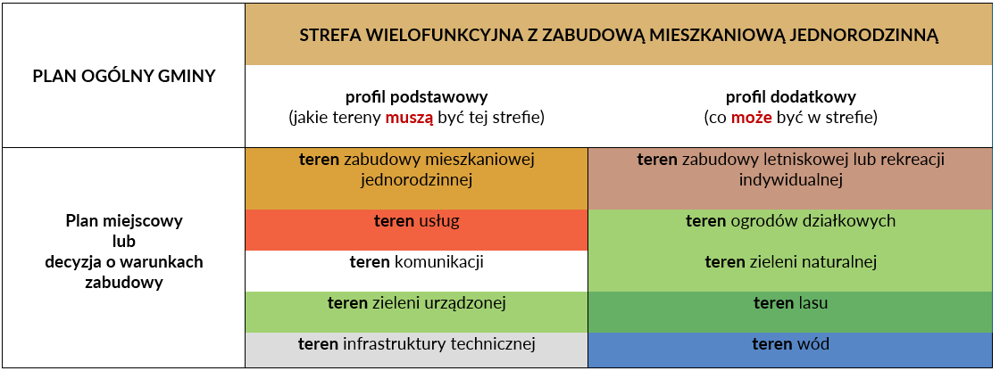 PLAN OGÓLNY GMINY
STREFA WIELOFUNKCYJNA Z ZABUDOWĄ MIESZKANIOWĄ JEDNORODZINNĄ
profil podstawowy
(jakie tereny muszą być tej strefie)
profil dodatkowy
(co może być w strefie)
Plan miejscowy
lub
decyzja o warunkach
zabudowy
teren zabudowy mieszkaniowej
jednorodzinnej
teren zabudowy letniskowej lub rekreacji
indywidualnej
teren usług
teren ogrodów działkowych
teren komunikacji
teren zieleni naturalnej
teren zieleni urządzonej
teren lasu
teren infrastruktury technicznej
teren wód